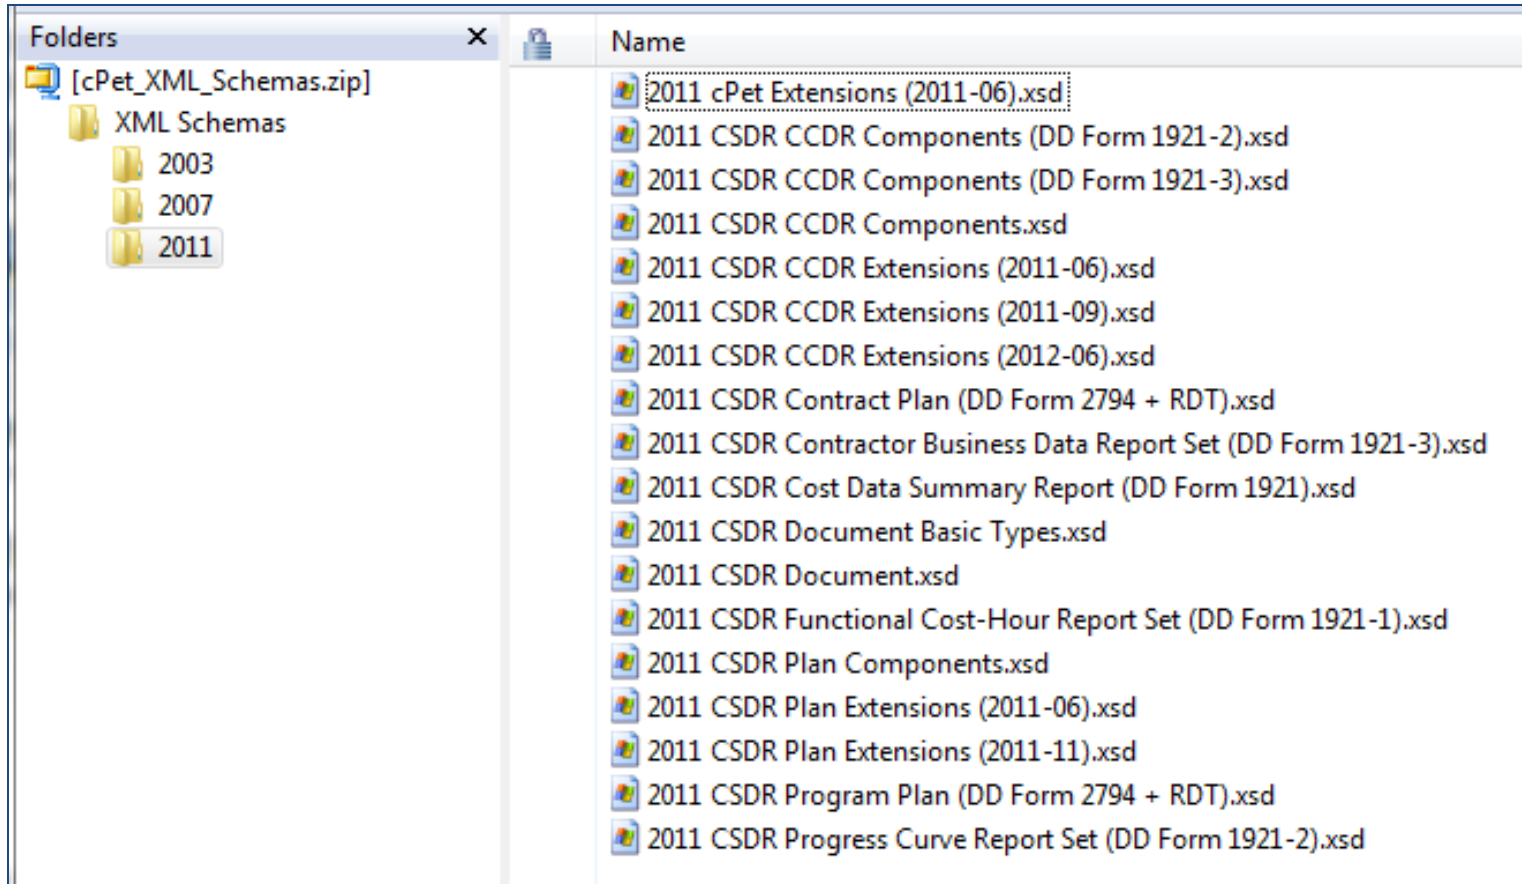 Folders
[cPet_XML_Schemas.zip]
XML Schemas
2003
2007
2011
Name
2011 cPet Extensions (2011-06).xsd
2011 CSDR CCDR Components (DD Form 1921-2).xsd
2011 CSDR CCDR Components (DD Form 1921-3).xsd
2011 CSDR CCDR Components.xsd
2011 CSDR CCDR Extensions (2011-06).xsd
2011 CSDR CCDR Extensions (2011-09).xsd
2011 CSDR CCDR Extensions (2012-06).xsd
2011 CSDR Contract Plan (DD Form 2794 + RDT).xsd
2011 CSDR Contractor Business Data Report Set (DD Form 1921-3).xsd
2011 CSDR Cost Data Summary Report (DD Form 1921).xsd
2011 CSDR Document Basic Types.xsd
2011 CSDR Document.xsd
2011 CSDR Functional Cost-Hour Report Set (DD Form 1921-1).xsd
2011 CSDR Plan Components.xsd
2011 CSDR Plan Extensions (2011-06).xsd
2011 CSDR Plan Extensions (2011-11).xsd
2011 CSDR Program Plan (DD Form 2794 + RDT).xsd
2011 CSDR Progress Curve Report Set (DD Form 1921-2).xsd